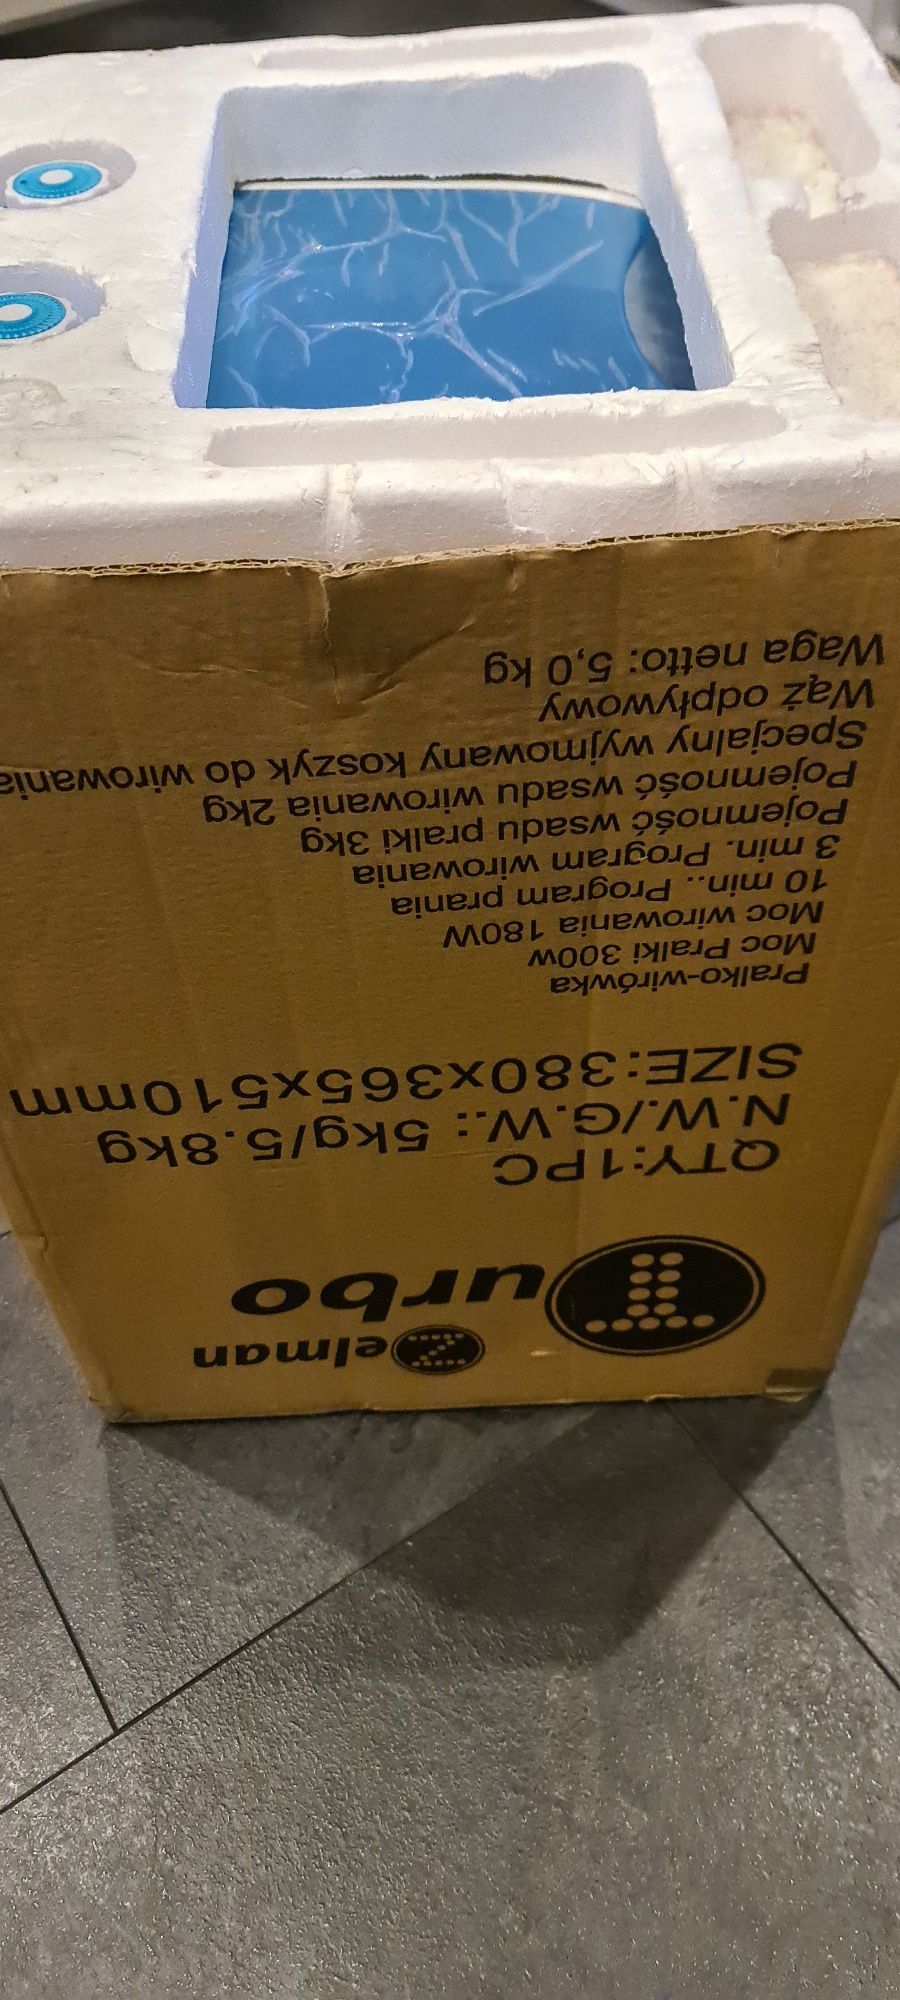 Zelman
Turbo
QTY:1PC
N.W./G.W.: 5kg/5.8kg
SIZE:380x365x510mm
Pralko-wirówka
Moc Pralki 300w
Moc wirowania 180W
10 min.. Program prania
3 min. Program wirowania
Pojemność wsadu pralki 3kg
Pojemność wsadu wirowania 2kg
Specjalny wyjmowany koszyk do wirowania
Wąż odpływowy
Waga netto: 5,0 kg